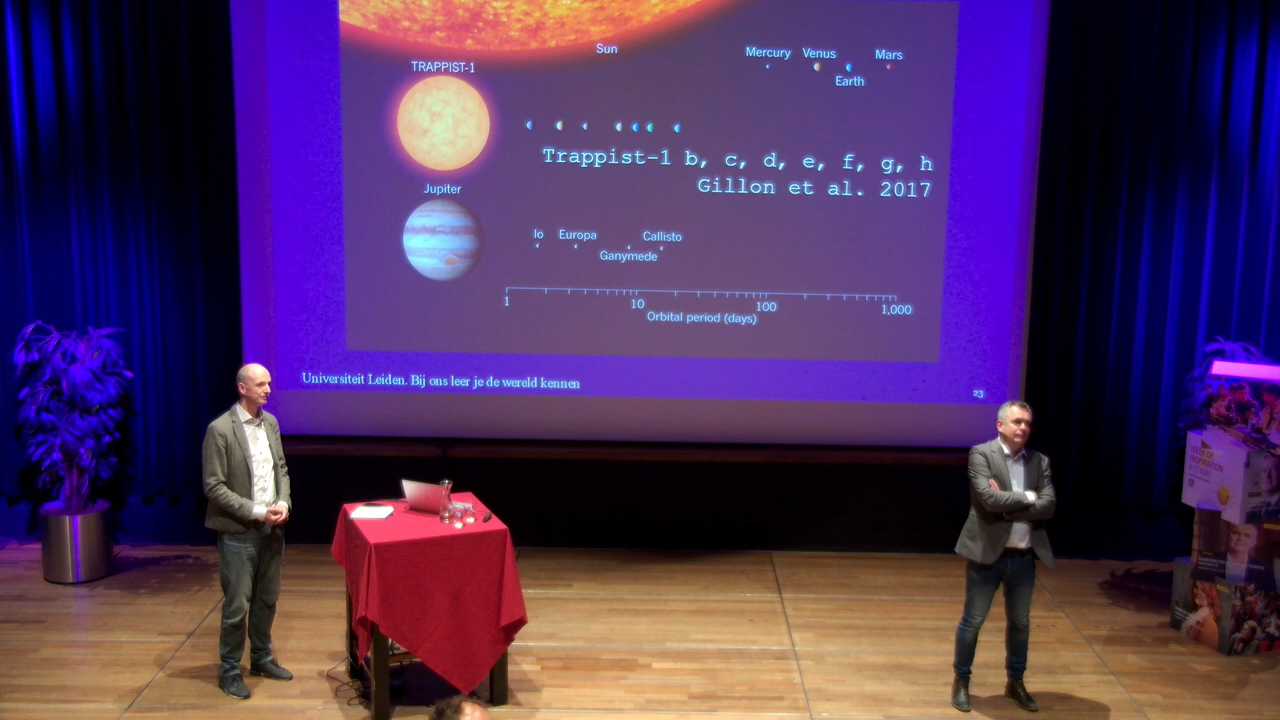 Sun
Mercury Venus Mars
Earth
TRAPPIST-1
Trappist-1 b, c, d, e, f, g, h
Gillon et al. 2017
Jupiter
Io Europa Callisto
Ganymede
1 10 100 1,000
Orbital period (days)
Universiteit Leiden. Bij ons leer je de wereld kennen
23